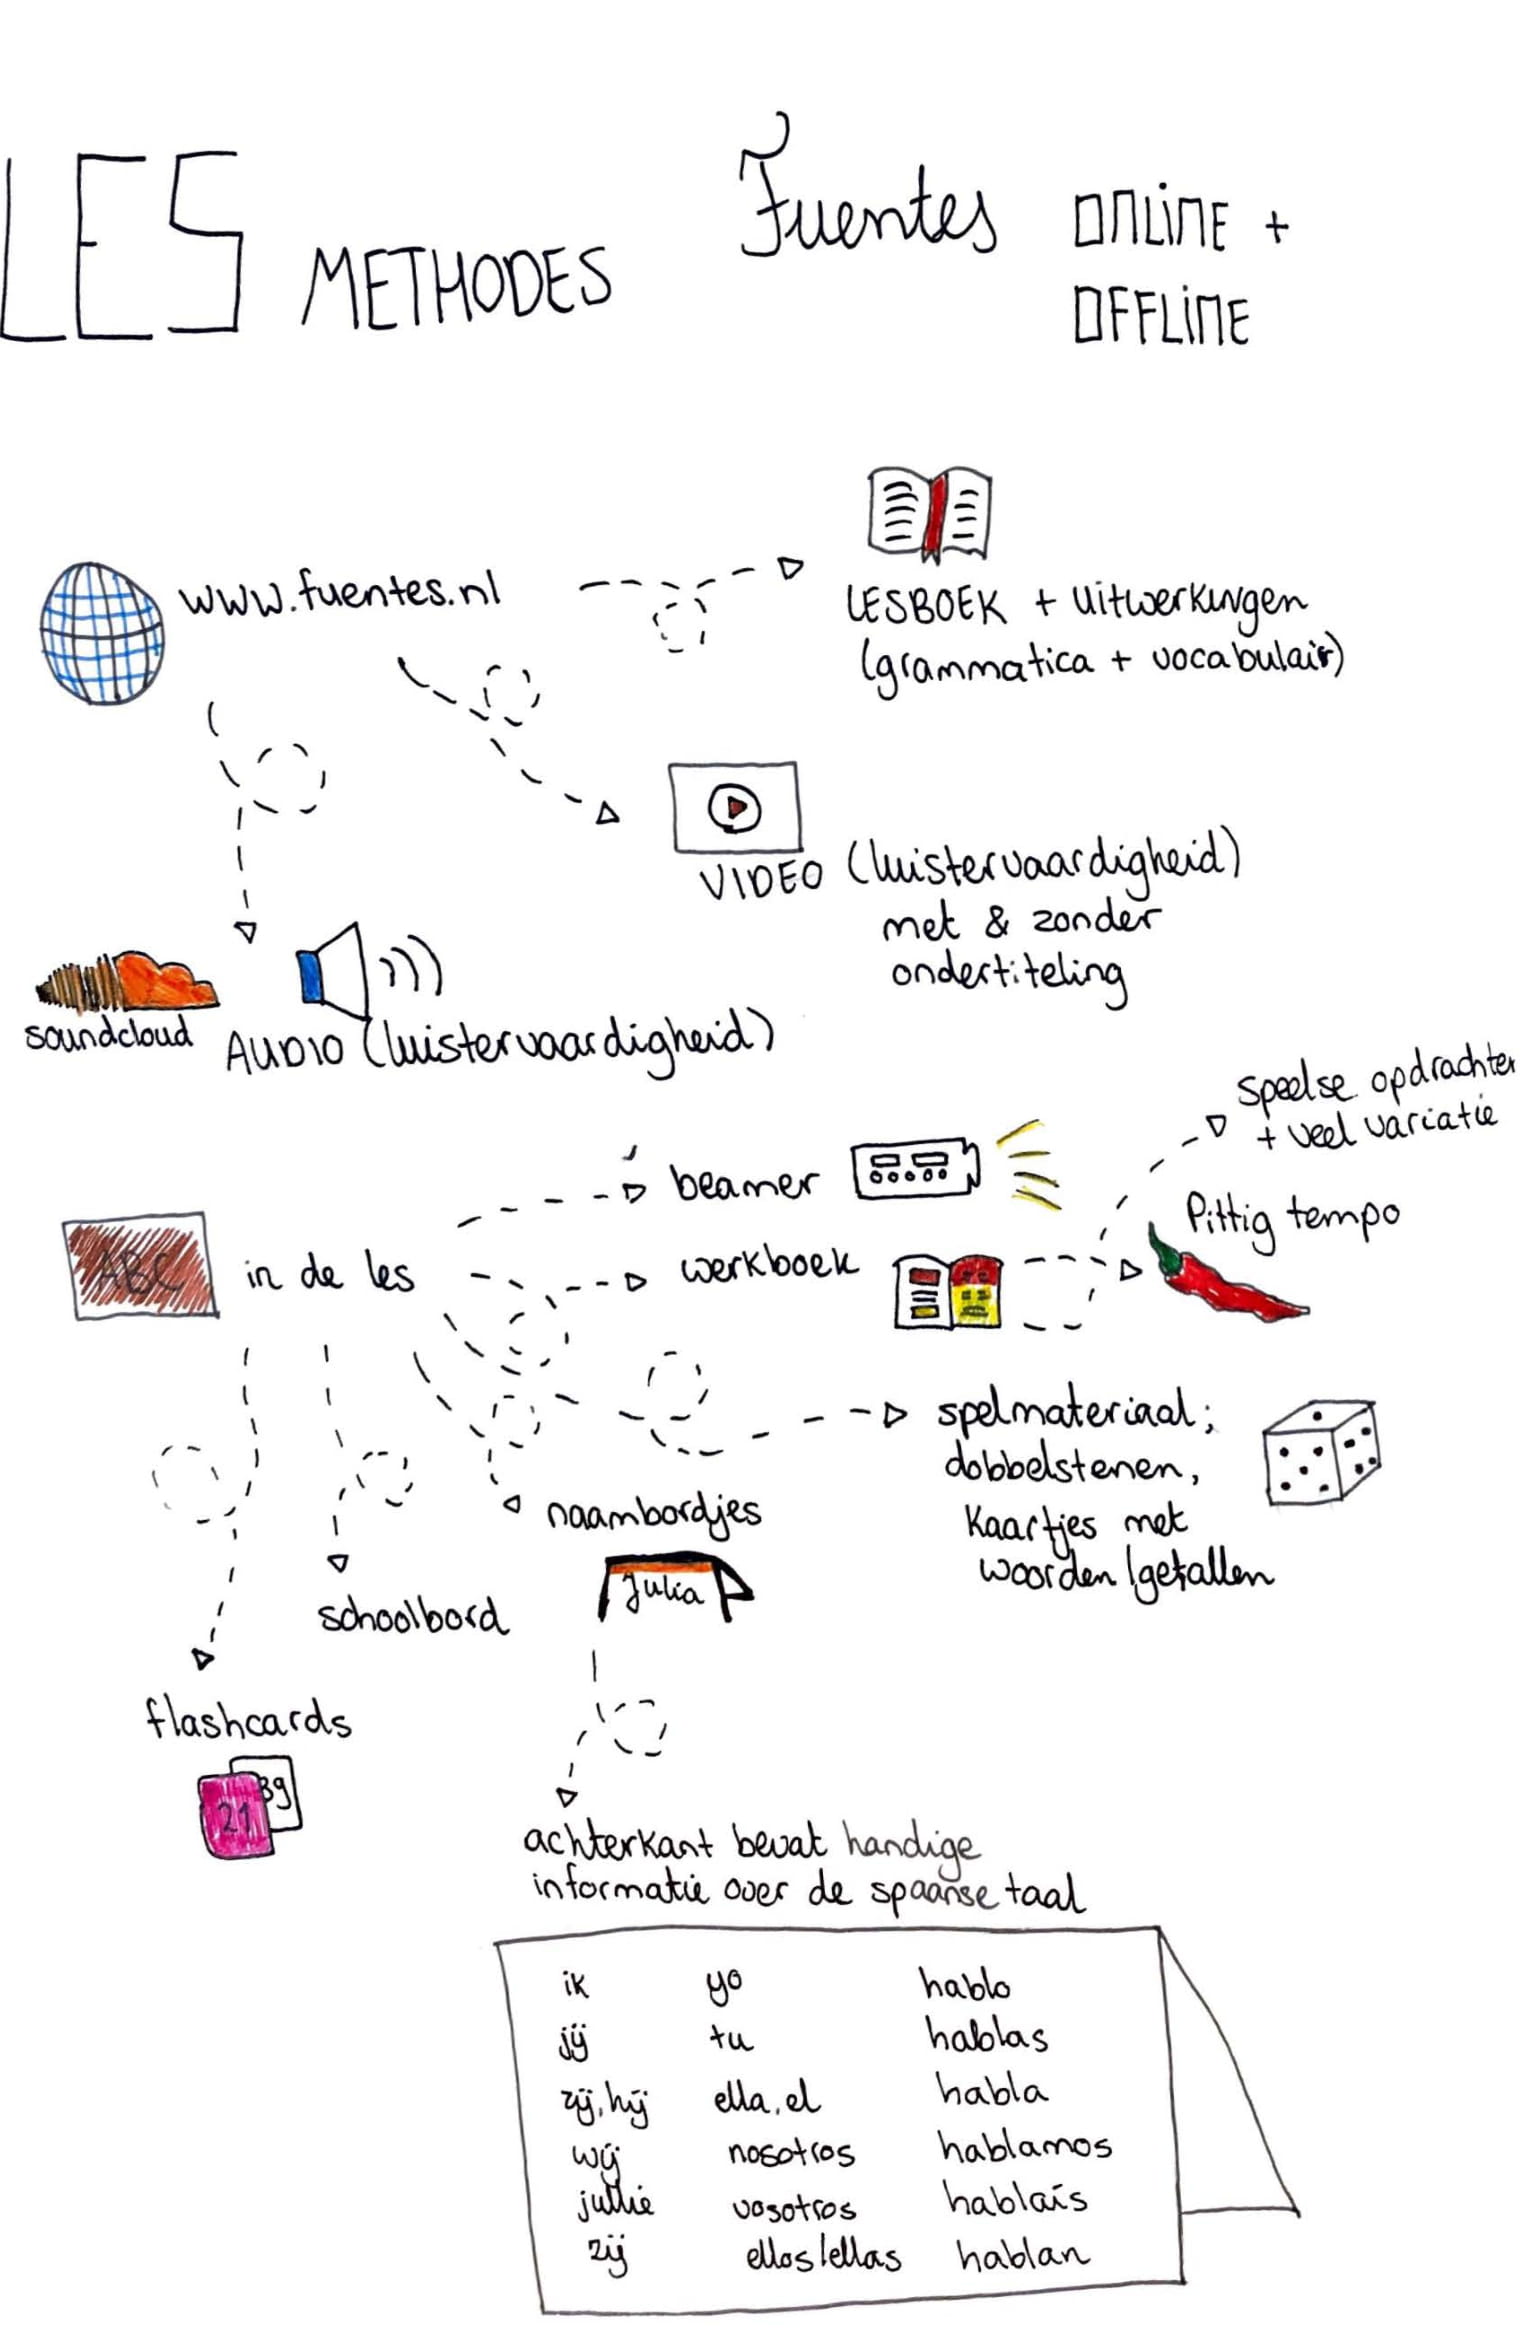 LES METHODES
Fuentes
ONLINE +
OFFLINE
www.fuentes.nl
LESBOEK + uitwerkingen
(grammatica + vocabulair)
VIDEO (luistervaardigheid)
met & zonder
ondertiteling
soundcloud
AUDIO (luistervaardigheid)
speelse opdrachten
+ veel variatie
beamer
Pittig tempo
ABC
in de les
werkboek
spelmateriaal;
dobbelstenen,
kaartjes met
woorden/getallen
naambordjes
Julia
schoolbord
flashcards
39
21
achterkant bevat handige
informatie over de spaanse taal
ik yo hablo
jij tu hablas
zij, hij ella, el habla
wij nosotros hablamos
jullie vosotros hablaís
zij ellos/ellas hablan